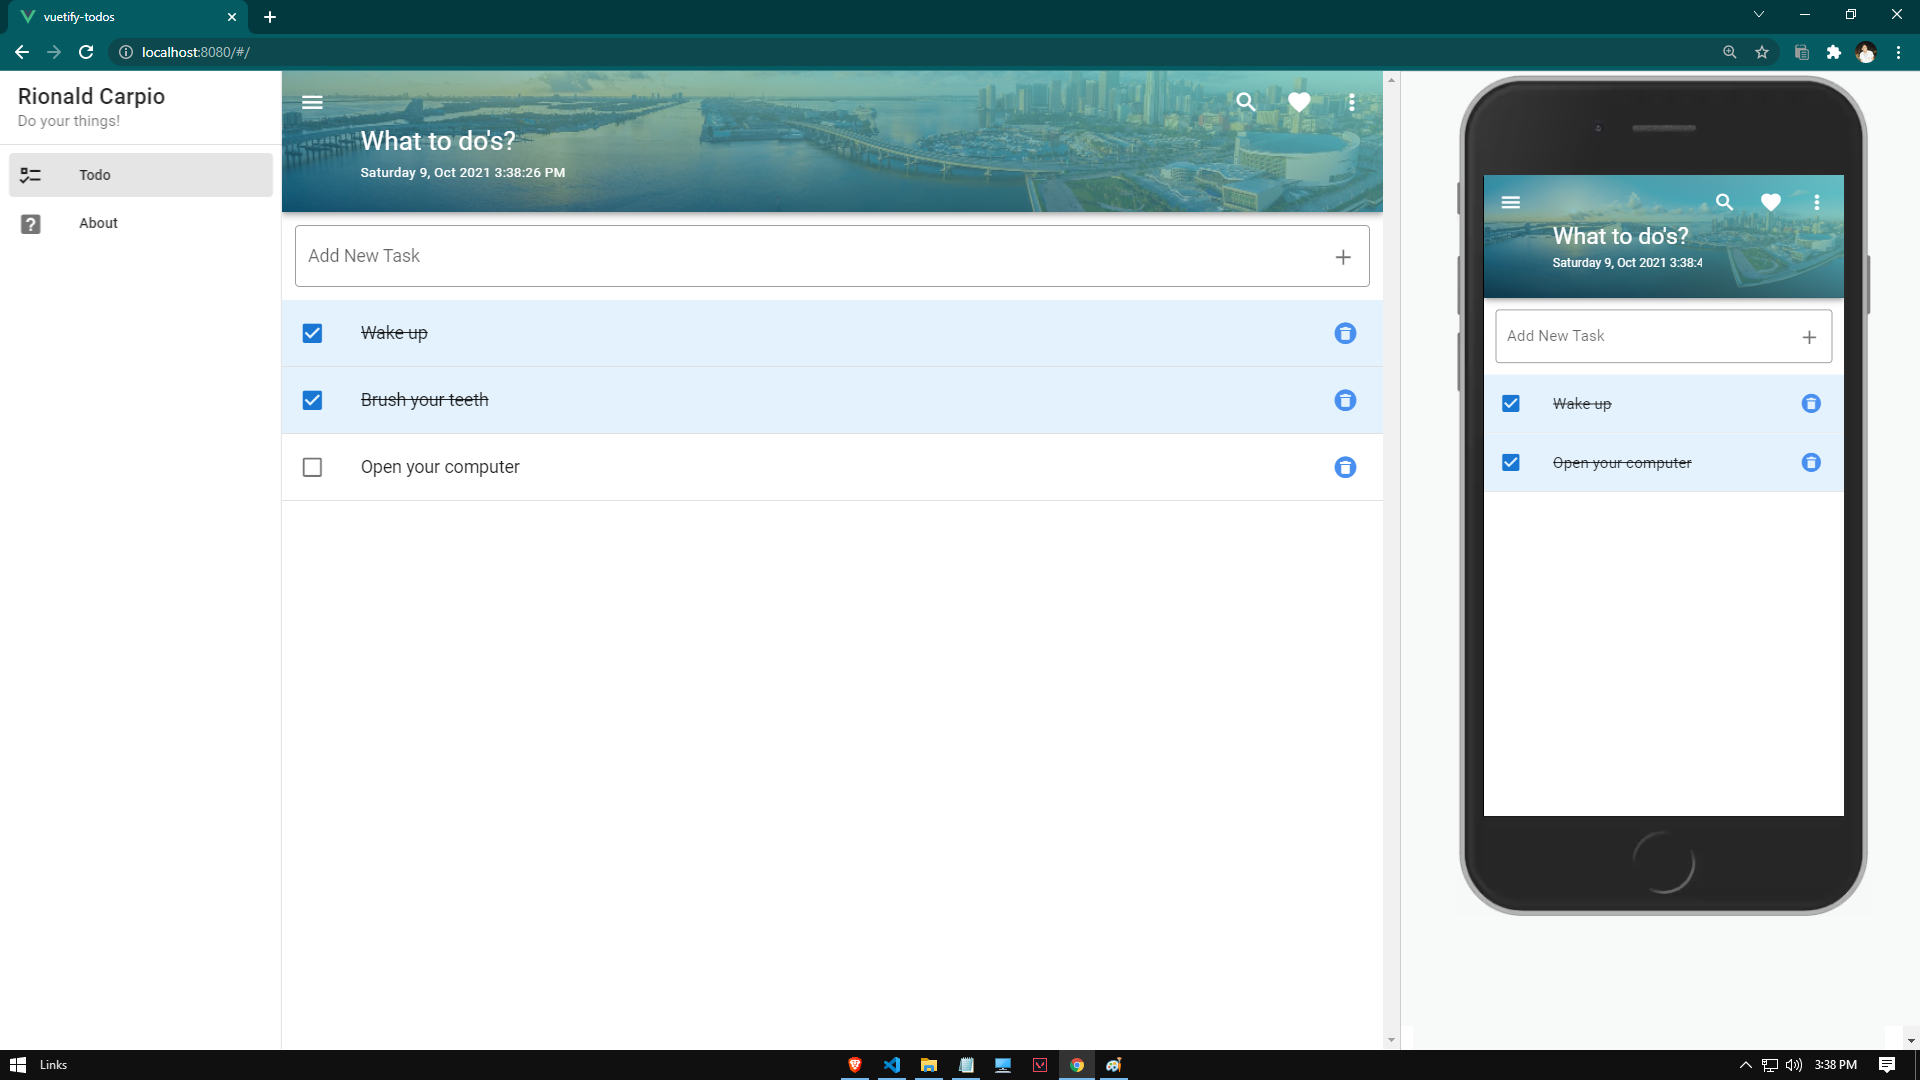 vuetify-todos
localhost:8080/#/
Rionald Carpio
Do your things!
Todo
About
What to do's?
Saturday 9, Oct 2021 3:38:26 PM
Add New Task
Wake up
Brush your teeth
Open your computer
What to do's?
Saturday 9, Oct 2021 3:38:4
Add New Task
Wake up
Open your computer
Links
3:38 PM